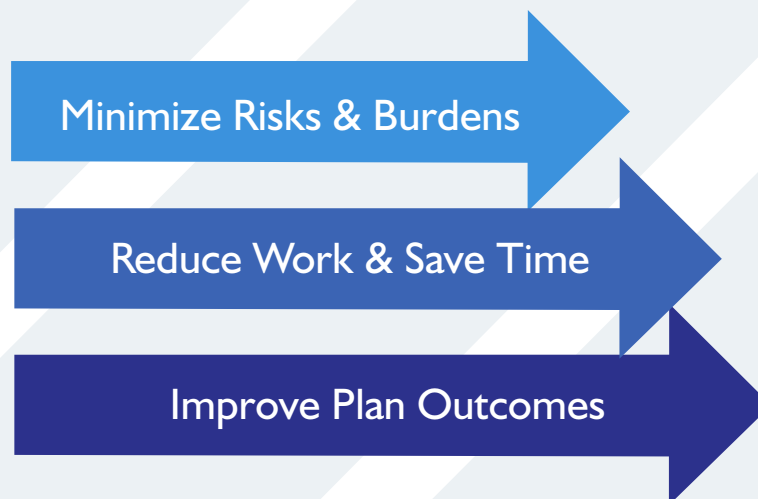 Minimize Risks & Burdens
Reduce Work & Save Time
Improve Plan Outcomes